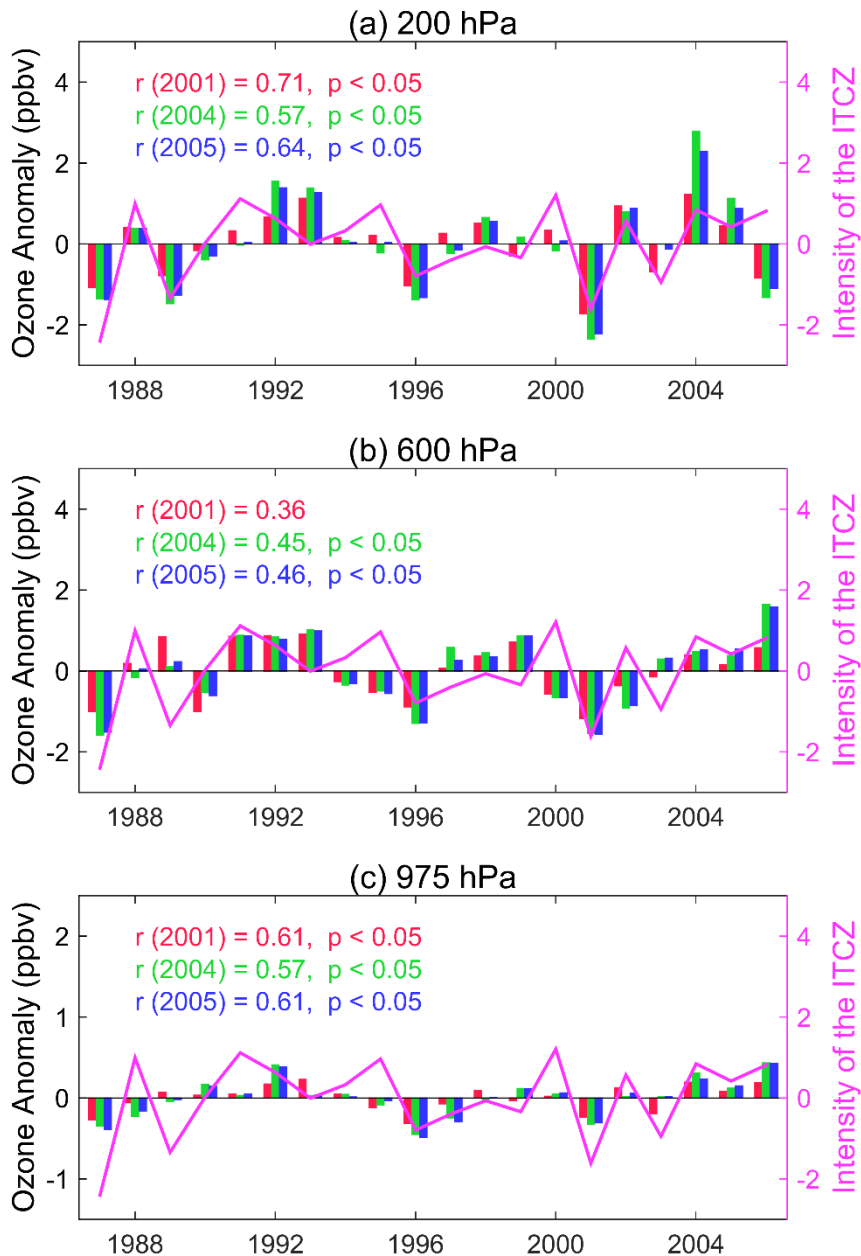 (a) 200 hPa
Ozone Anomaly (ppbv)
4
2
0
-2
r (2001) = 0.71, p < 0.05
r (2004) = 0.57, p < 0.05
r (2005) = 0.64, p < 0.05
4
2
0
-2
Intensity of the ITCZ
1988 1992 1996 2000 2004
(b) 600 hPa
Ozone Anomaly (ppbv)
4
2
0
-2
r (2001) = 0.36
r (2004) = 0.45, p < 0.05
r (2005) = 0.46, p < 0.05
4
2
0
-2
Intensity of the ITCZ
1988 1992 1996 2000 2004
(c) 975 hPa
Ozone Anomaly (ppbv)
2
1
0
-1
r (2001) = 0.61, p < 0.05
r (2004) = 0.57, p < 0.05
r (2005) = 0.61, p < 0.05
4
2
0
-2
Intensity of the ITCZ
1988 1992 1996 2000 2004